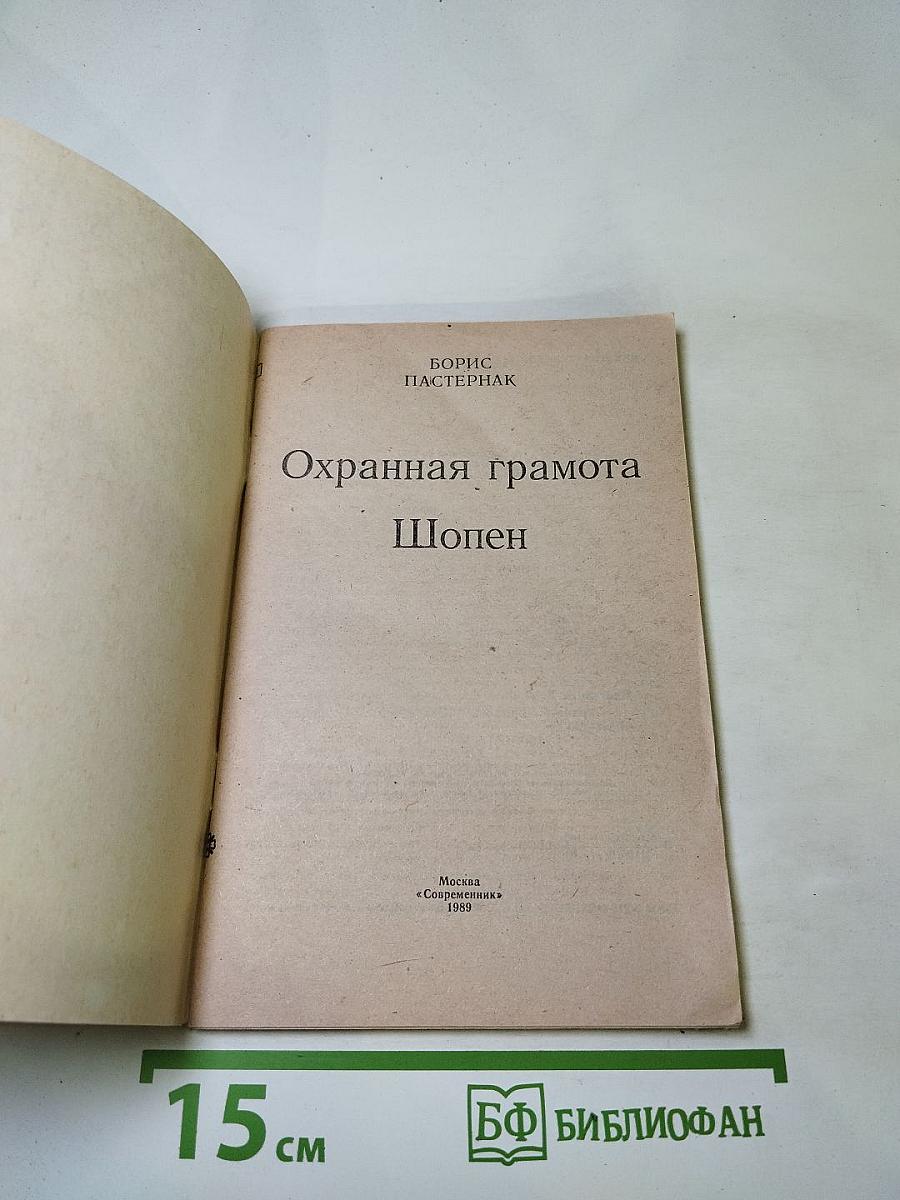 БОРИС
ПАСТЕРНАК
Охранная грамота
Шопен
Москва
«Современник»
1989
15 см
БФ БИБЛИОФАН